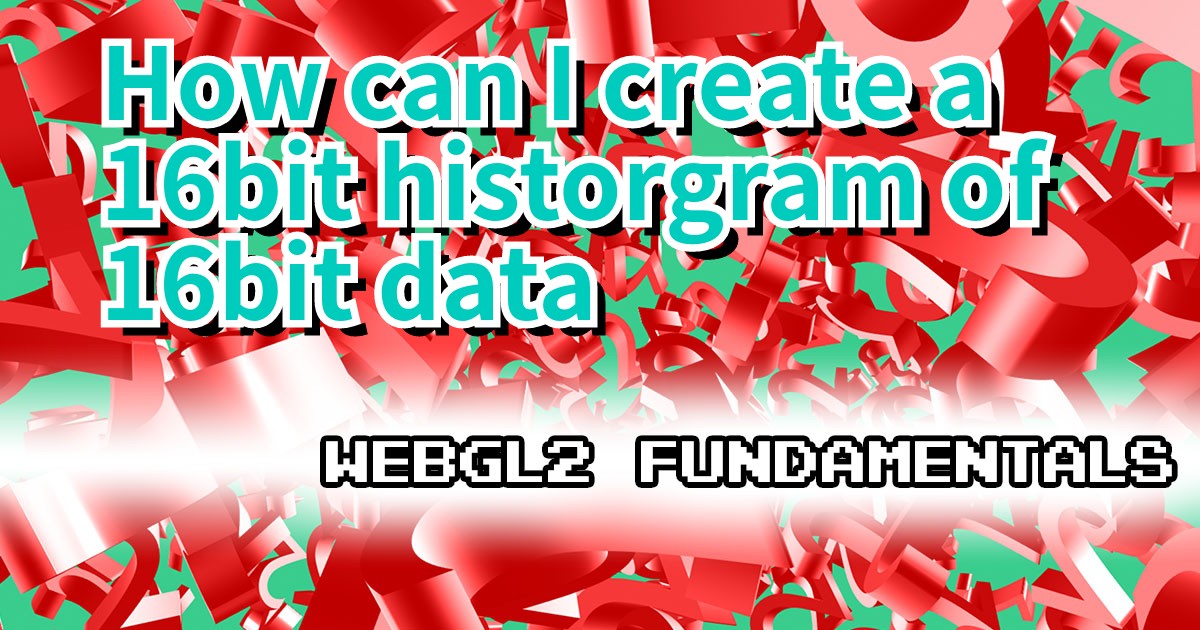 How can I create a
16bit historgram of
16bit data
WEBGL2 FUNDAMENTALS